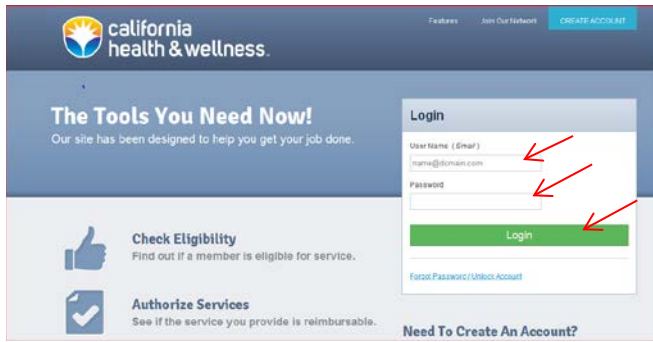 california
health & wellness.
Features Join Our Network CREATE ACCOUNT
The Tools You Need Now!
Our site has been designed to help you get your job done.
Login
User Name (Email)
name@domain.com
Password
Login
Forgot Password / Unlock Account
Check Eligibility
Find out if a member is eligible for service.
Authorize Services
See if the service you provide is reimbursable.
Need To Create An Account?